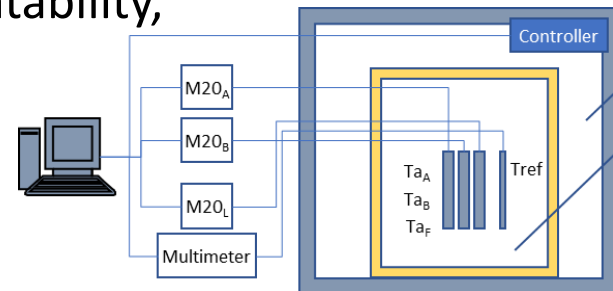 tability,
Controller
M20A
M20B
M20L
Multimeter
TaA
TaB
TaF
Tref